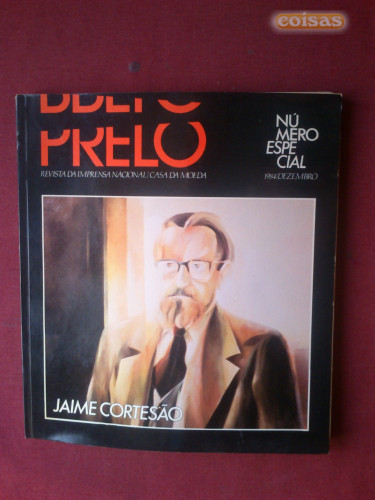 coisas
PRELO
REVISTA DA IMPRENSA NACIONAL/CASA DA MOEDA
NÚ
MERO
ESPE
CIAL
1984/DEZEMBRO
JAIME CORTESÃO